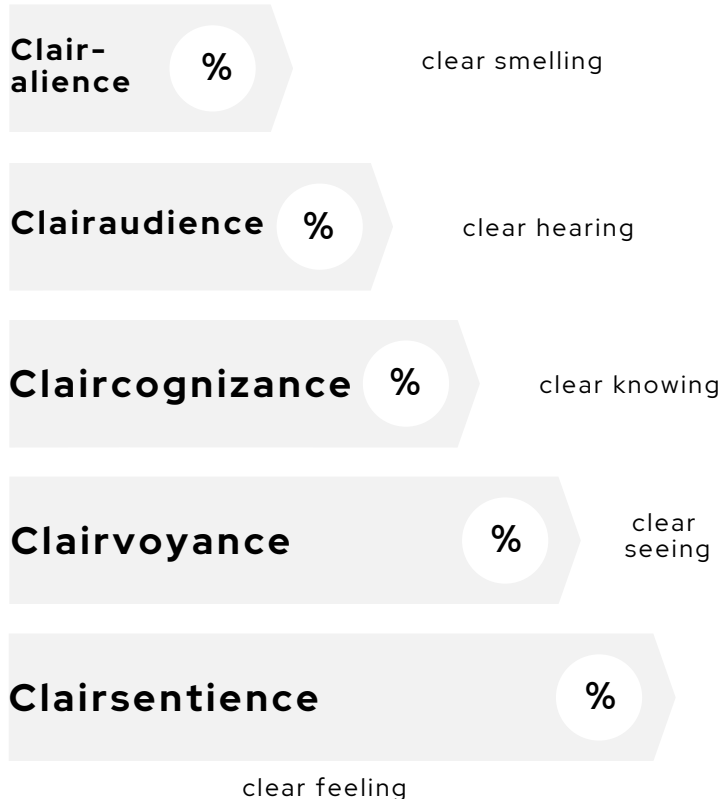 Clair-
alience
%
clear smelling
Clairaudience
%
clear hearing
Claircognizance
%
clear knowing
Clairvoyance
%
clear
seeing
Clairsentience
%
clear feeling